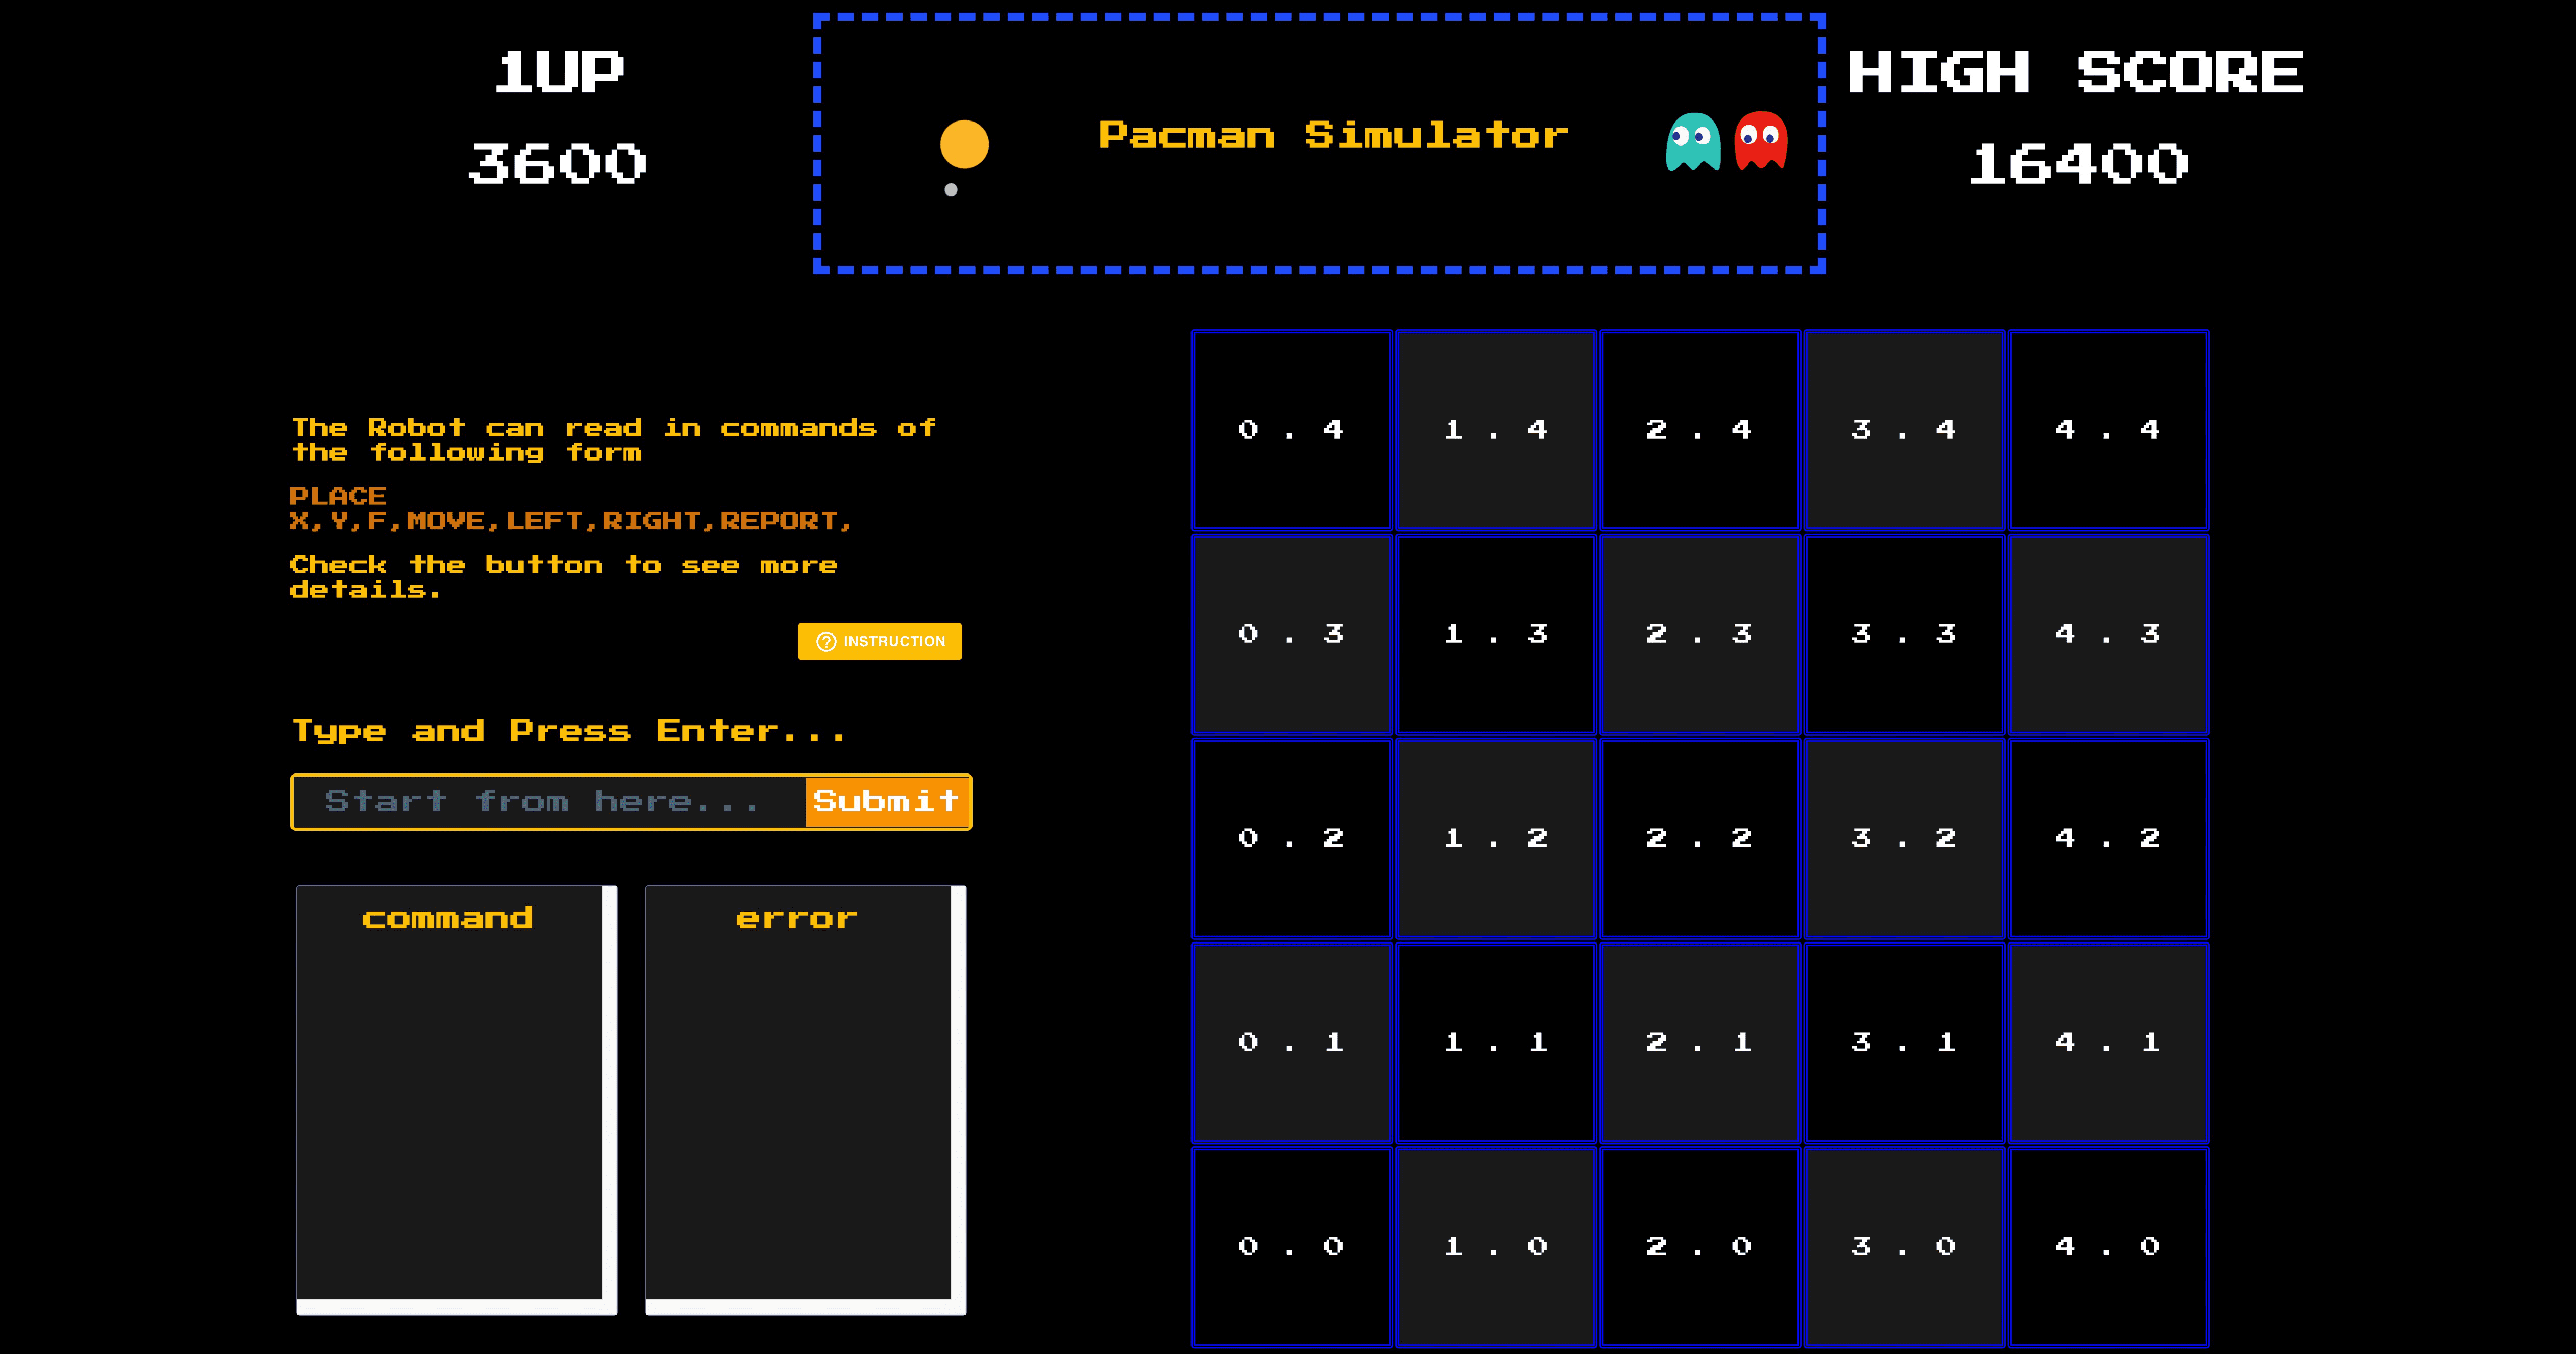 1UP
3600
Pacman Simulator
HIGH SCORE
16400
The Robot can read in commands of
the following form
PLACE
X,Y,F,MOVE,LEFT,RIGHT,REPORT,
Check the button to see more
details.
INSTRUCTION
Type and Press Enter...
Start from here...
Submit
command
error
0 . 4
1 . 4
2 . 4
3 . 4
4 . 4
0 . 3
1 . 3
2 . 3
3 . 3
4 . 3
0 . 2
1 . 2
2 . 2
3 . 2
4 . 2
0 . 1
1 . 1
2 . 1
3 . 1
4 . 1
0 . 0
1 . 0
2 . 0
3 . 0
4 . 0